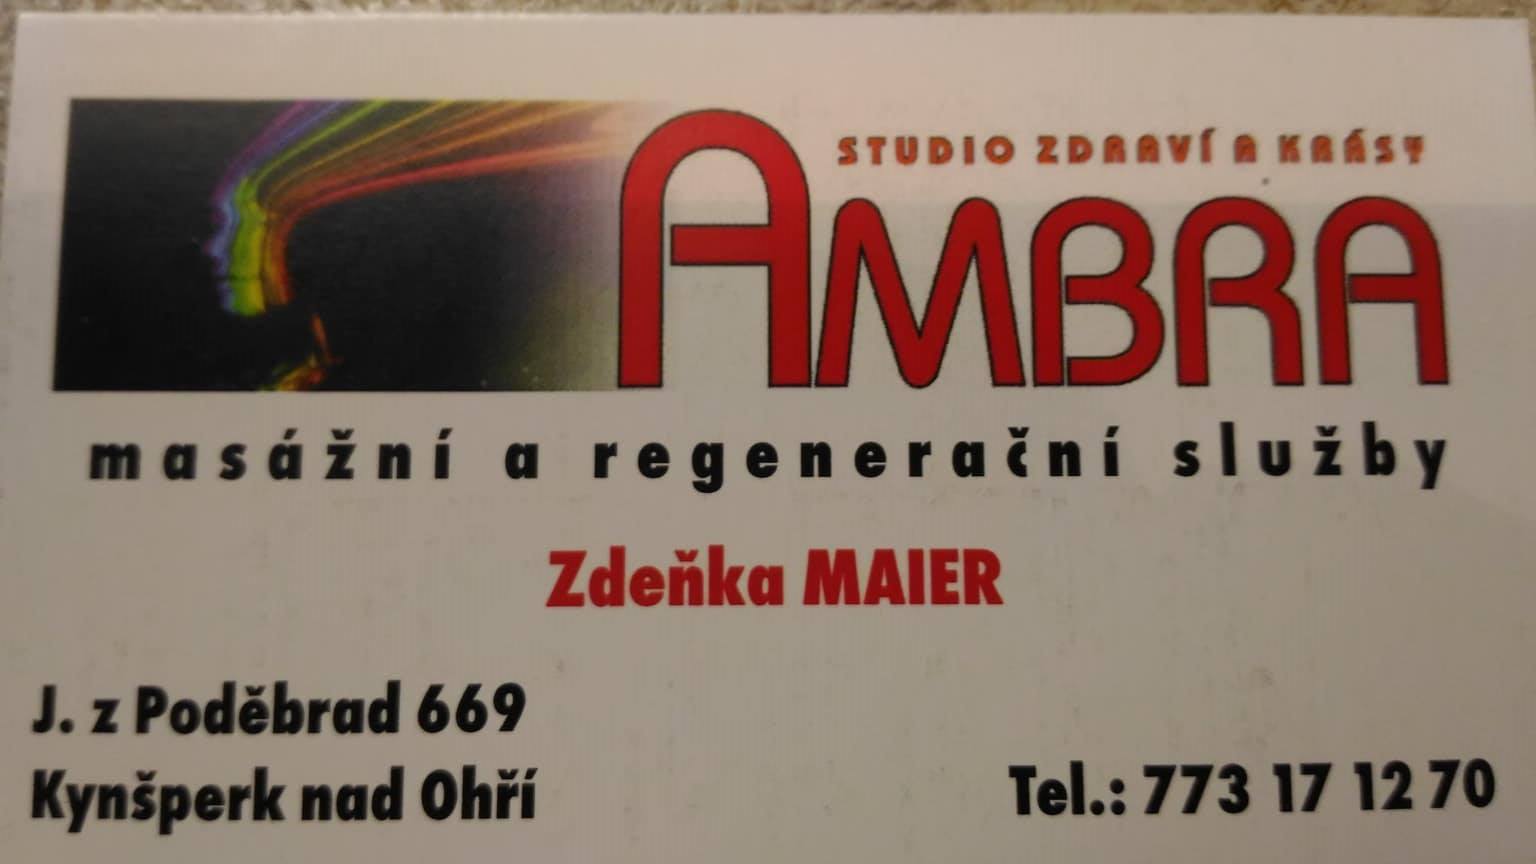 STUDIO ZDRAVÍ A KRÁSY
AMBRA
masážní a regenerační služby
Zdeňka MAIER
J. z Poděbrad 669
Kynšperk nad Ohří
Tel.: 773 17 12 70